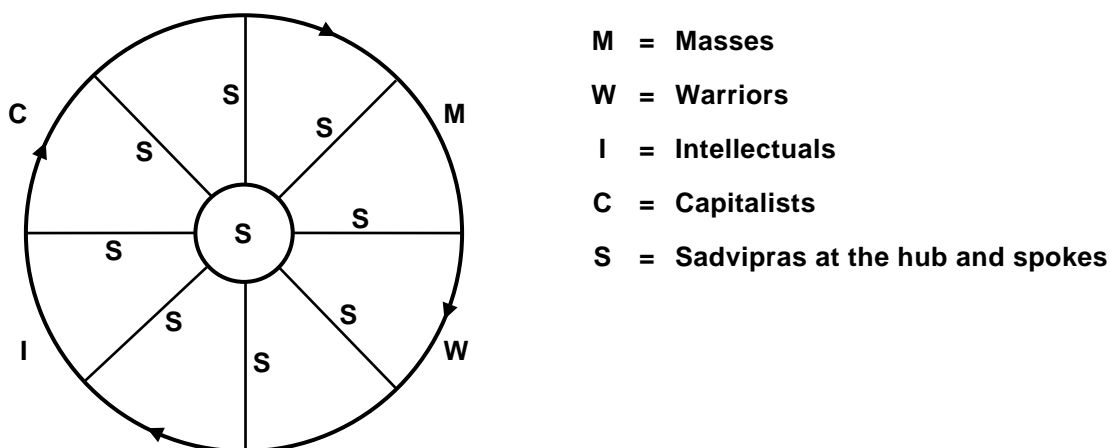 S
S
C
M
S
S
S
S
S
S
S
I
W
M = Masses
W = Warriors
I = Intellectuals
C = Capitalists
S = Sadvipras at the hub and spokes